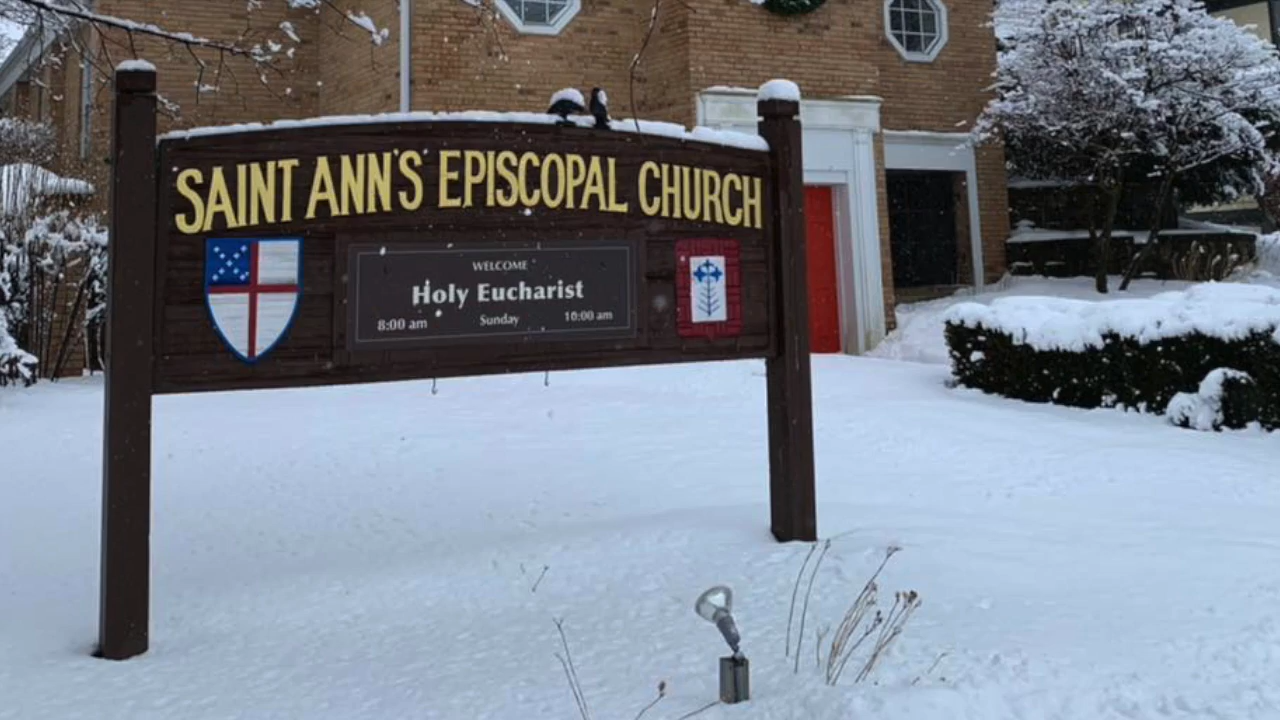 SAINT ANN'S EPISCOPAL CHURCH
WELCOME
Holy Eucharist
8:00 am Sunday 10:00 am